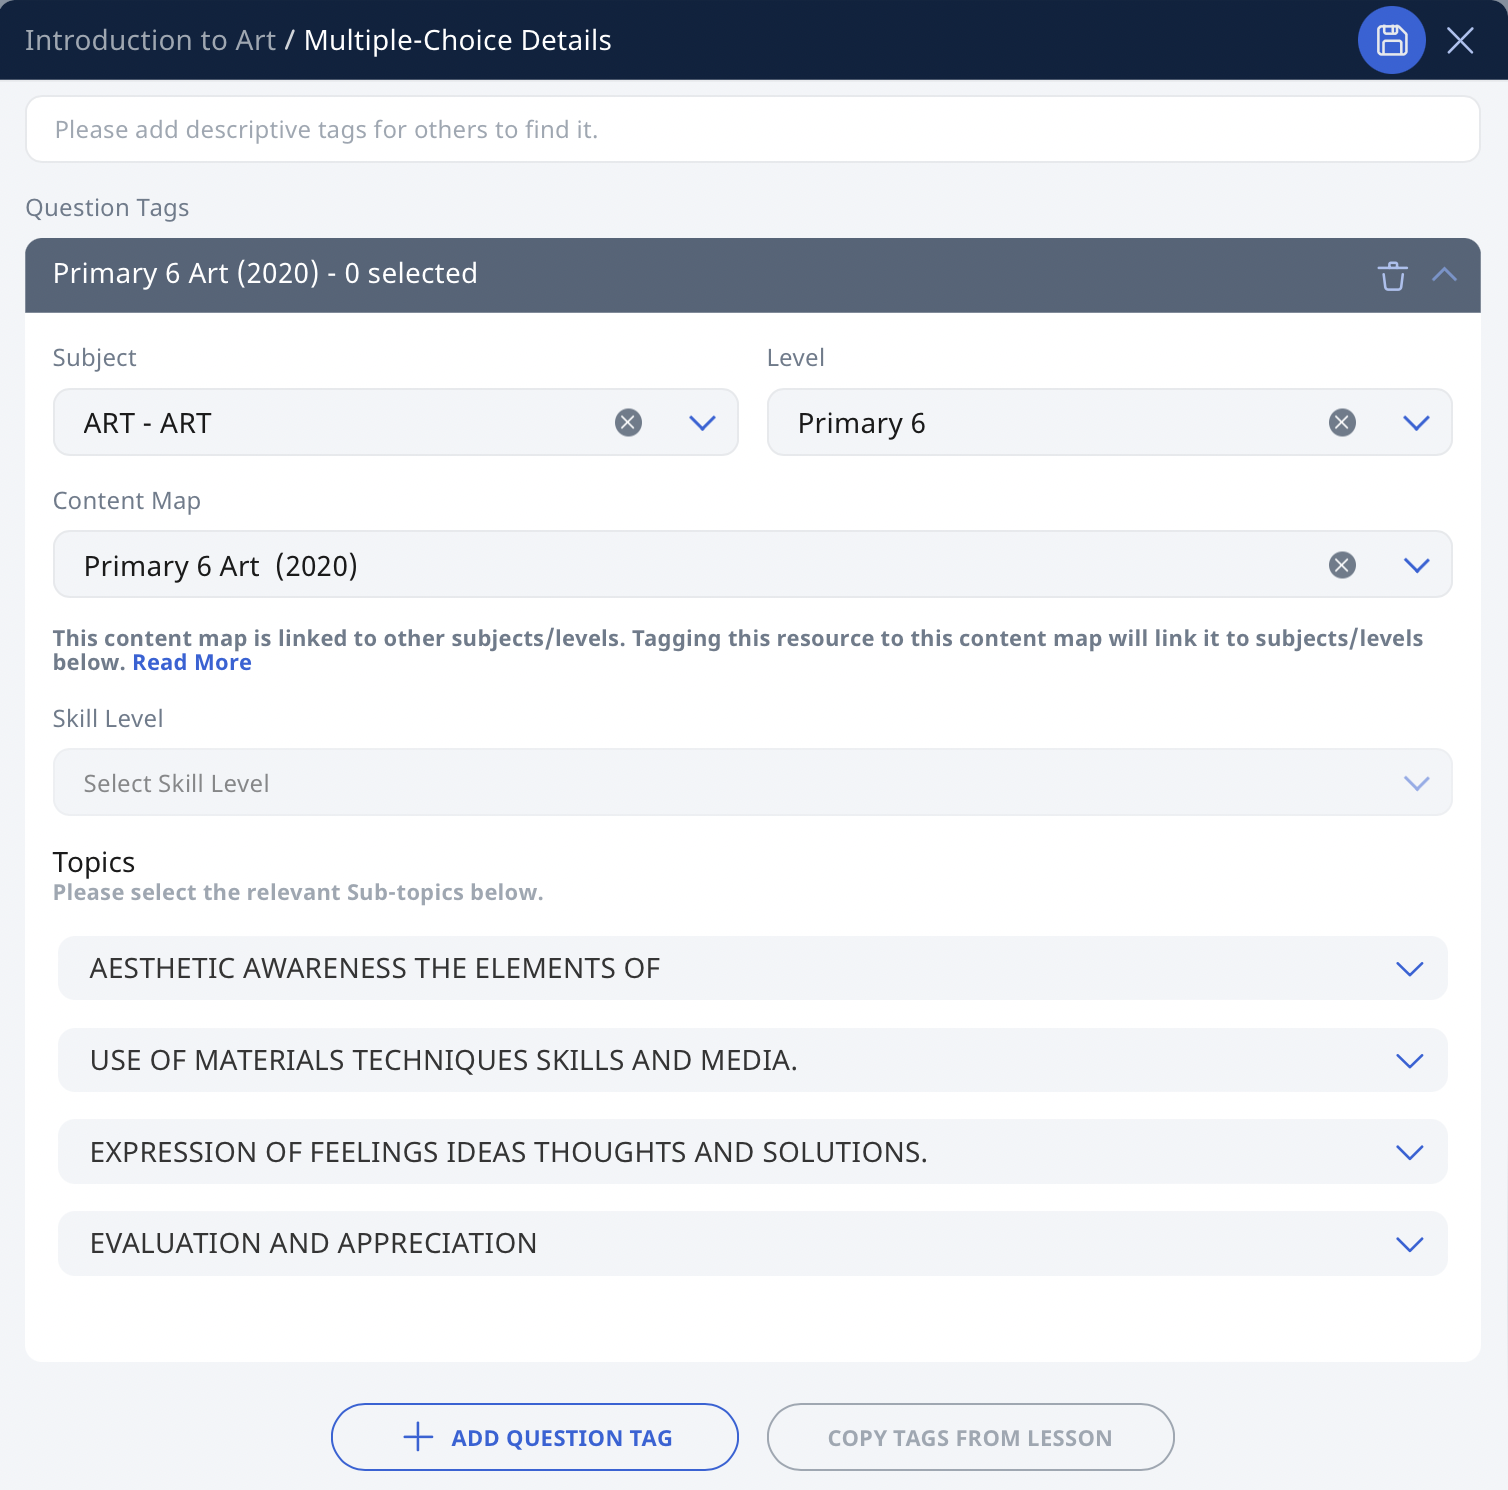 Introduction to Art / Multiple-Choice Details
Please add descriptive tags for others to find it.
Question Tags
Primary 6 Art (2020) - 0 selected
Subject
Level
ART - ART
Primary 6
Content Map
Primary 6 Art  (2020)
This content map is linked to other subjects/levels. Tagging this resource to this content map will link it to subjects/levels
below. Read More
Skill Level
Select Skill Level
Topics
Please select the relevant Sub-topics below.
AESTHETIC AWARENESS THE ELEMENTS OF
USE OF MATERIALS TECHNIQUES SKILLS AND MEDIA.
EXPRESSION OF FEELINGS IDEAS THOUGHTS AND SOLUTIONS.
EVALUATION AND APPRECIATION
ADD QUESTION TAG
COPY TAGS FROM LESSON